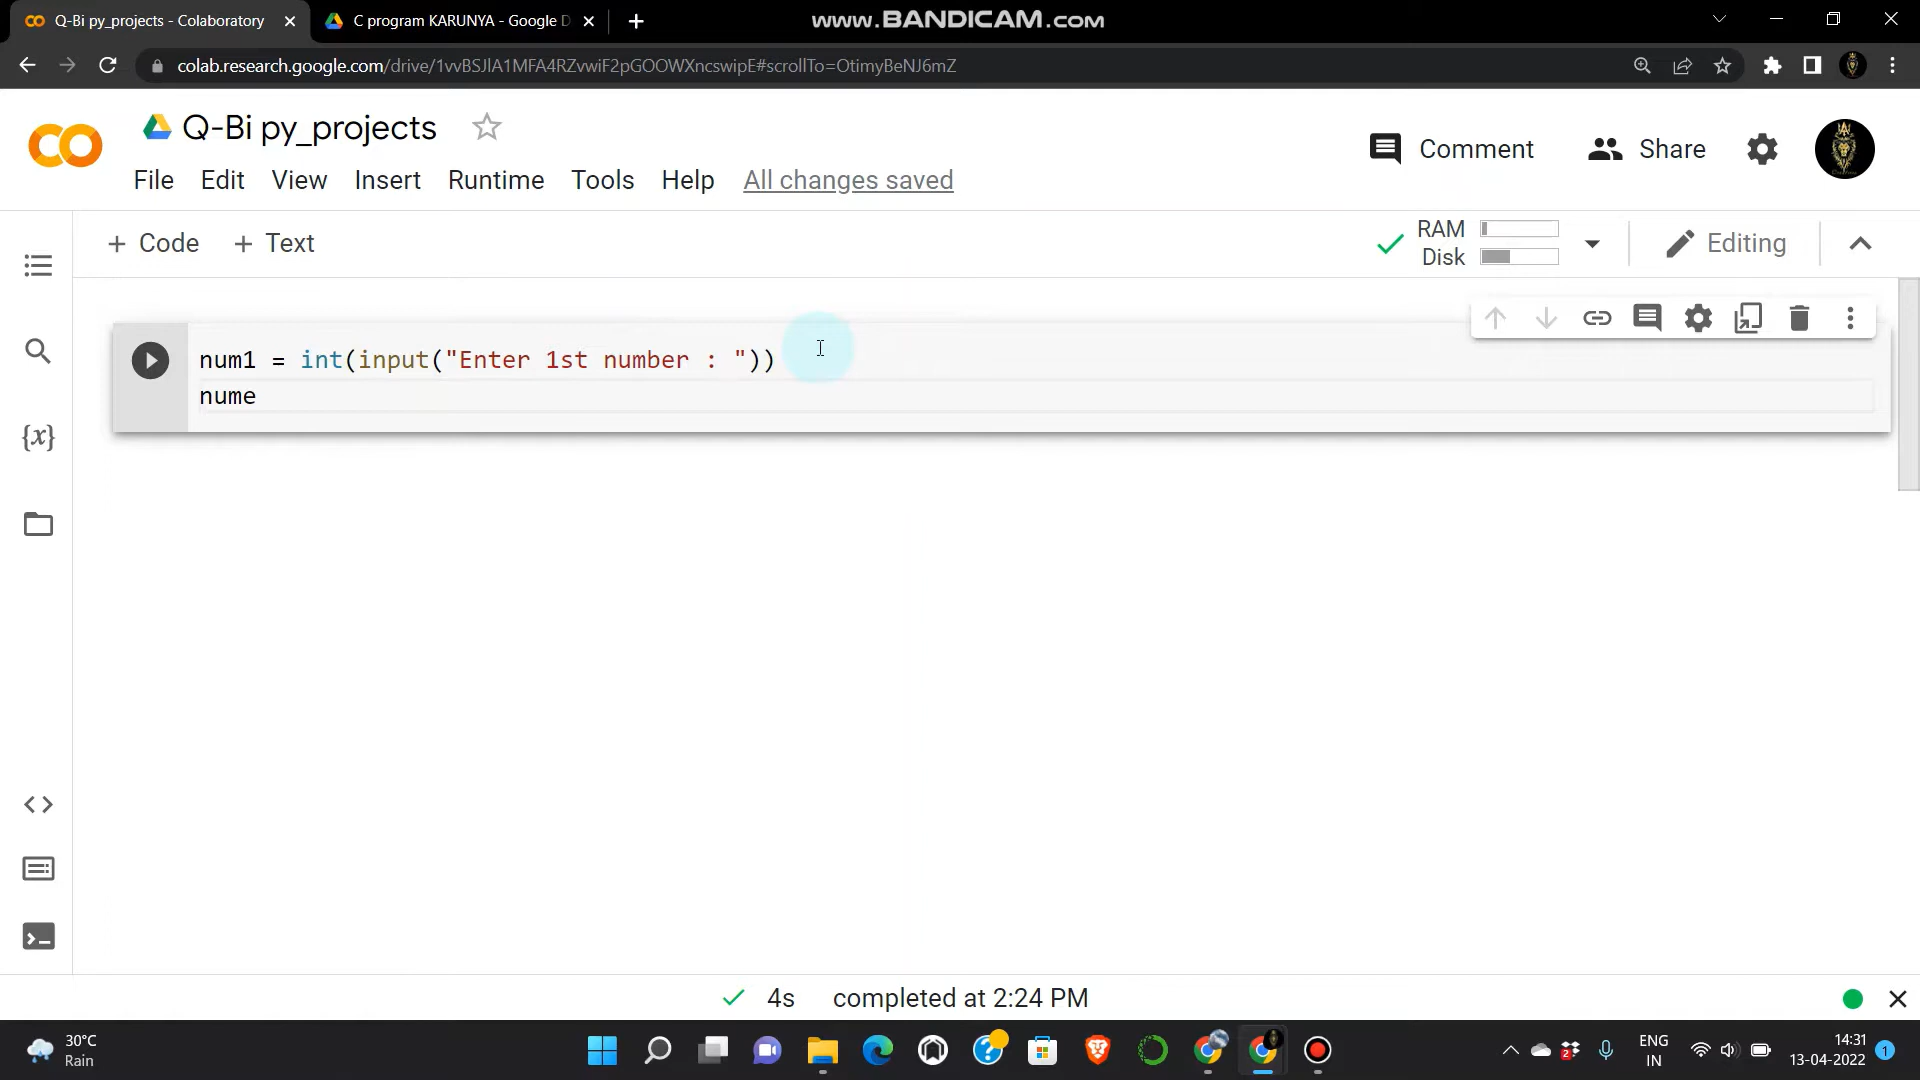 Q-Bi py_projects - Colaboratory
C program KARUNYA - Google D
www.BANDICAM.com
colab.research.google.com/drive/1vvBSJlA1MFA4RZvwiF2pGOOWXncswipE#scrollTo=OtimyBeNJ6mZ
Q-Bi py_projects
Comment
Share
File Edit View Insert Runtime Tools Help All changes saved
+ Code + Text
RAM
Disk
Editing
num1 = int(input("Enter 1st number : "))
nume
{x}
4s completed at 2:24 PM
30°C
Rain
ENG
IN
14:31
13-04-2022
2
1